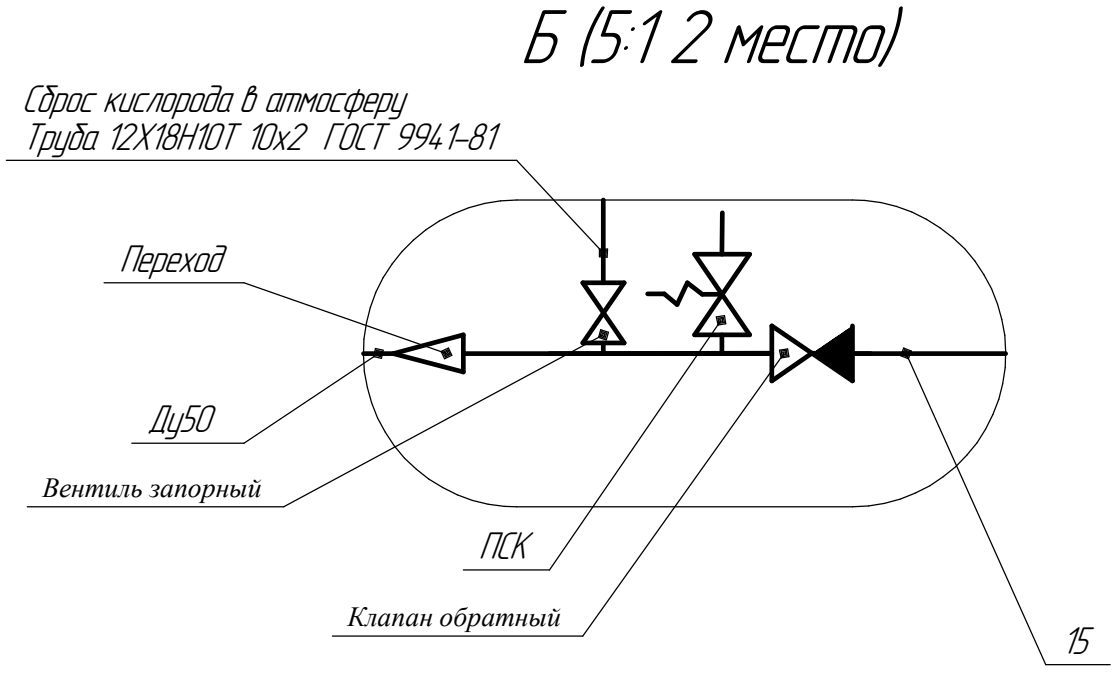 Б (5:1 2 место)
Сброс кислорода в атмосферу
Труба 12Х18Н10Т 10х2 ГОСТ 9941-81
Переход
Ду50
Вентиль запорный
ПСК
Клапан обратный
15